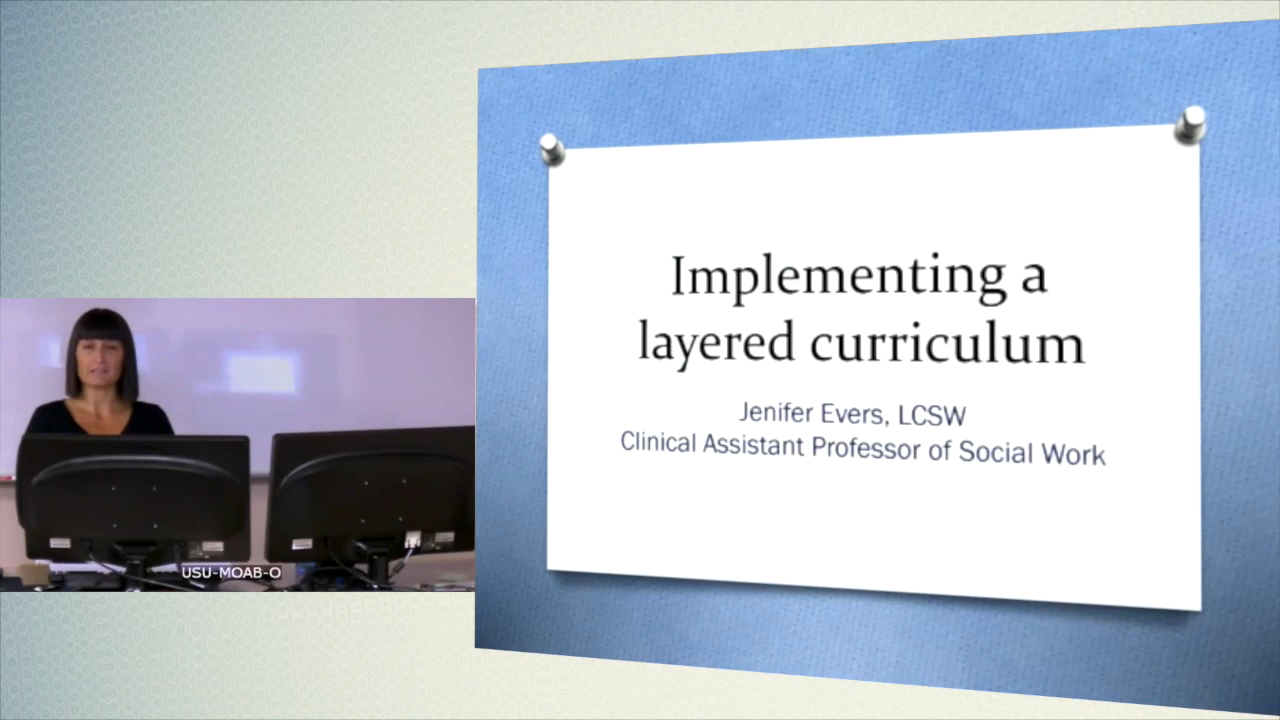 Implementing a
layered curriculum
Jenifer Evers, LCSW
Clinical Assistant Professor of Social Work
USU-MOAB-O